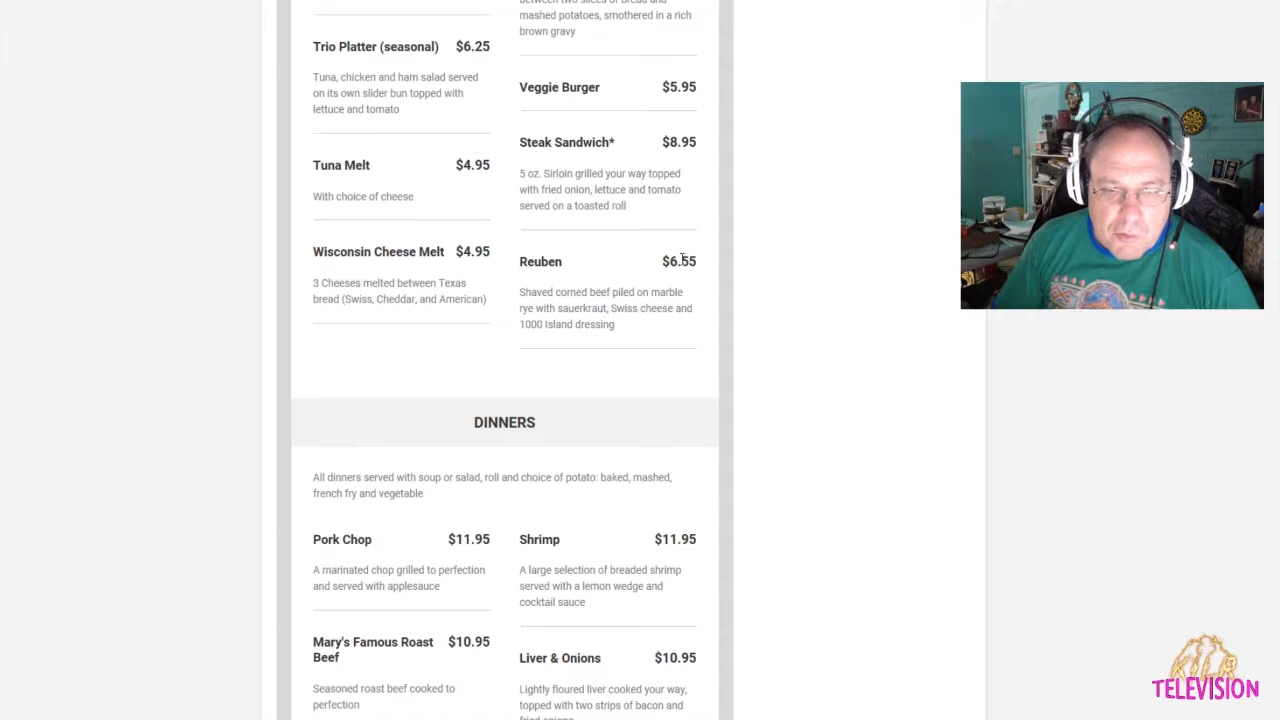 Trio Platter (seasonal) $6.25
Tuna, chicken and ham salad served
on its own slider bun topped with
lettuce and tomato
Tuna Melt $4.95
With choice of cheese
Wisconsin Cheese Melt $4.95
3 Cheeses melted between Texas
bread (Swiss, Cheddar, and American)
between two slices of bread and
mashed potatoes, smothered in a rich
brown gravy
Veggie Burger $5.95
Steak Sandwich* $8.95
5 oz. Sirloin grilled your way topped
with fried onion, lettuce and tomato
served on a toasted roll
Reuben
Shaved corned beef piled on marble
rye with sauerkraut, Swiss cheese and
1000 Island dressing
DINNERS
All dinners served with soup or salad, roll and choice of potato: baked, mashed,
french fry and vegetable
Pork Chop $11.95
A marinated chop grilled to perfection
and served with applesauce
Mary's Famous Roast $10.95
Beef
Seasoned roast beef cooked to
perfection
Shrimp $11.95
A large selection of breaded shrimp
served with a lemon wedge and
cocktail sauce
Liver & Onions $10.95
Lightly floured liver cooked your way,
topped with two strips of bacon and
fried onions
TELEVISION